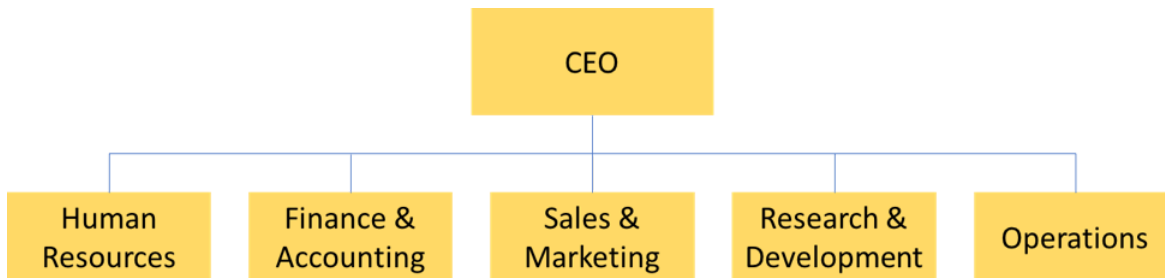 CEO
Human
Resources
Finance &
Accounting
Sales &
Marketing
Research &
Development
Operations